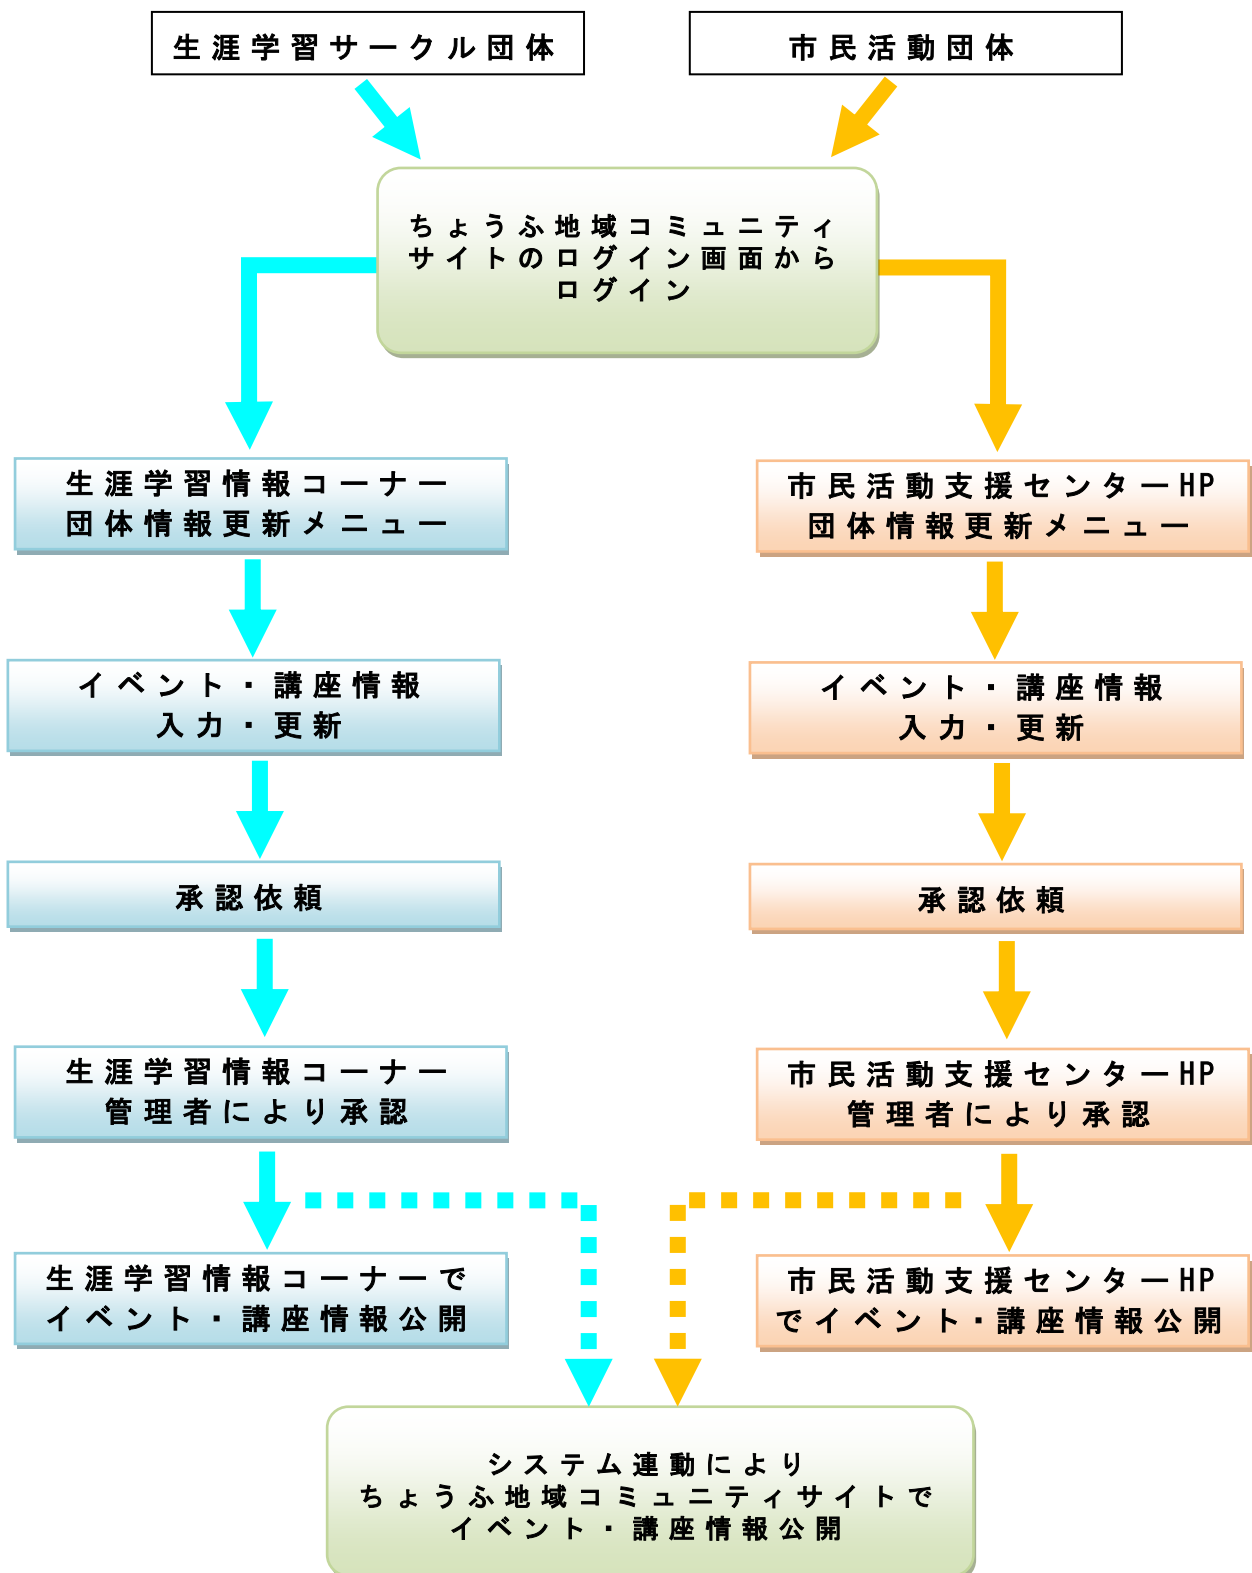 生涯学習サークル団体
市民活動団体
ちょうふ地域コミュニティ
サイトのログイン画面から
ログイン
生涯学習情報コーナー
団体情報更新メニュー
市民活動支援センターHP
団体情報更新メニュー
イベント・講座情報
入力・更新
イベント・講座情報
入力・更新
承認依頼
承認依頼
生涯学習情報コーナー
管理者により承認
市民活動支援センターHP
管理者により承認
生涯学習情報コーナーで
イベント・講座情報公開
市民活動支援センターHP
でイベント・講座情報公開
システム連動により
ちょうふ地域コミュニティサイトで
イベント・講座情報公開